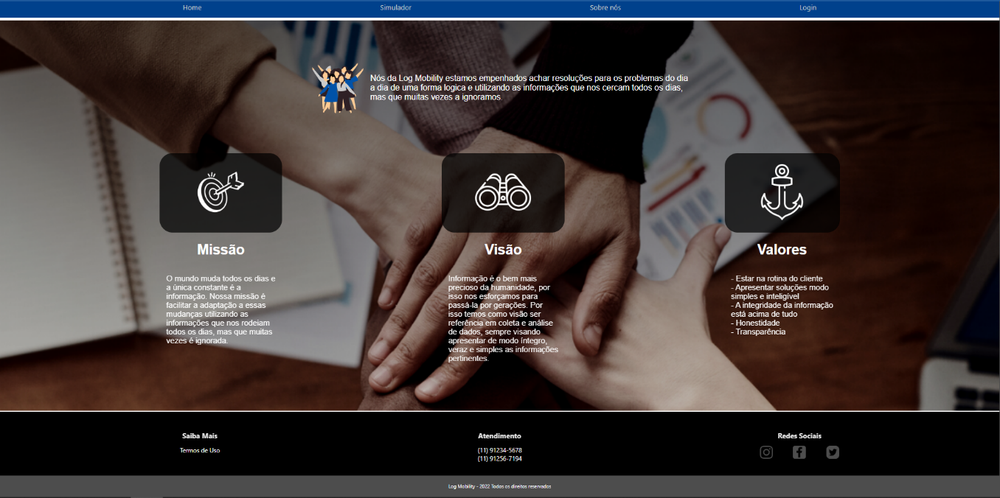 Home
Simulador
Sobre nós
Login
Nós da Log Mobility estamos empenhados achar resoluções para os problemas do dia
a dia de uma forma logica e utilizando as informações que nos cercam todos os dias,
mas que muitas vezes a ignoramos.
Missão
O mundo muda todos os dias e
a única constante é a
informação. Nossa missão é
facilitar a adaptação a essas
mudanças utilizando as
informações que nos rodeiam
todos os dias, mas que muitas
vezes é ignorada.
Visão
Informação é o bem mais
precioso da humanidade, por
isso nos esforçamos para
passá-la por gerações. Por
isso temos como visão ser
referência em coleta e análise
de dados, sempre visando
apresentar de modo íntegro,
veraz e simples as informações
pertinentes.
Valores
- Estar na rotina do cliente
- Apresentar soluções modo
simples e inteligível
- A integridade da informação
está acima de tudo
- Honestidade
- Transparência
Saiba Mais
Termos de Uso
Atendimento
(11) 91234-5678
(11) 91256-7194
Redes Sociais
Log Mobility - 2022 Todas os direitos reservados